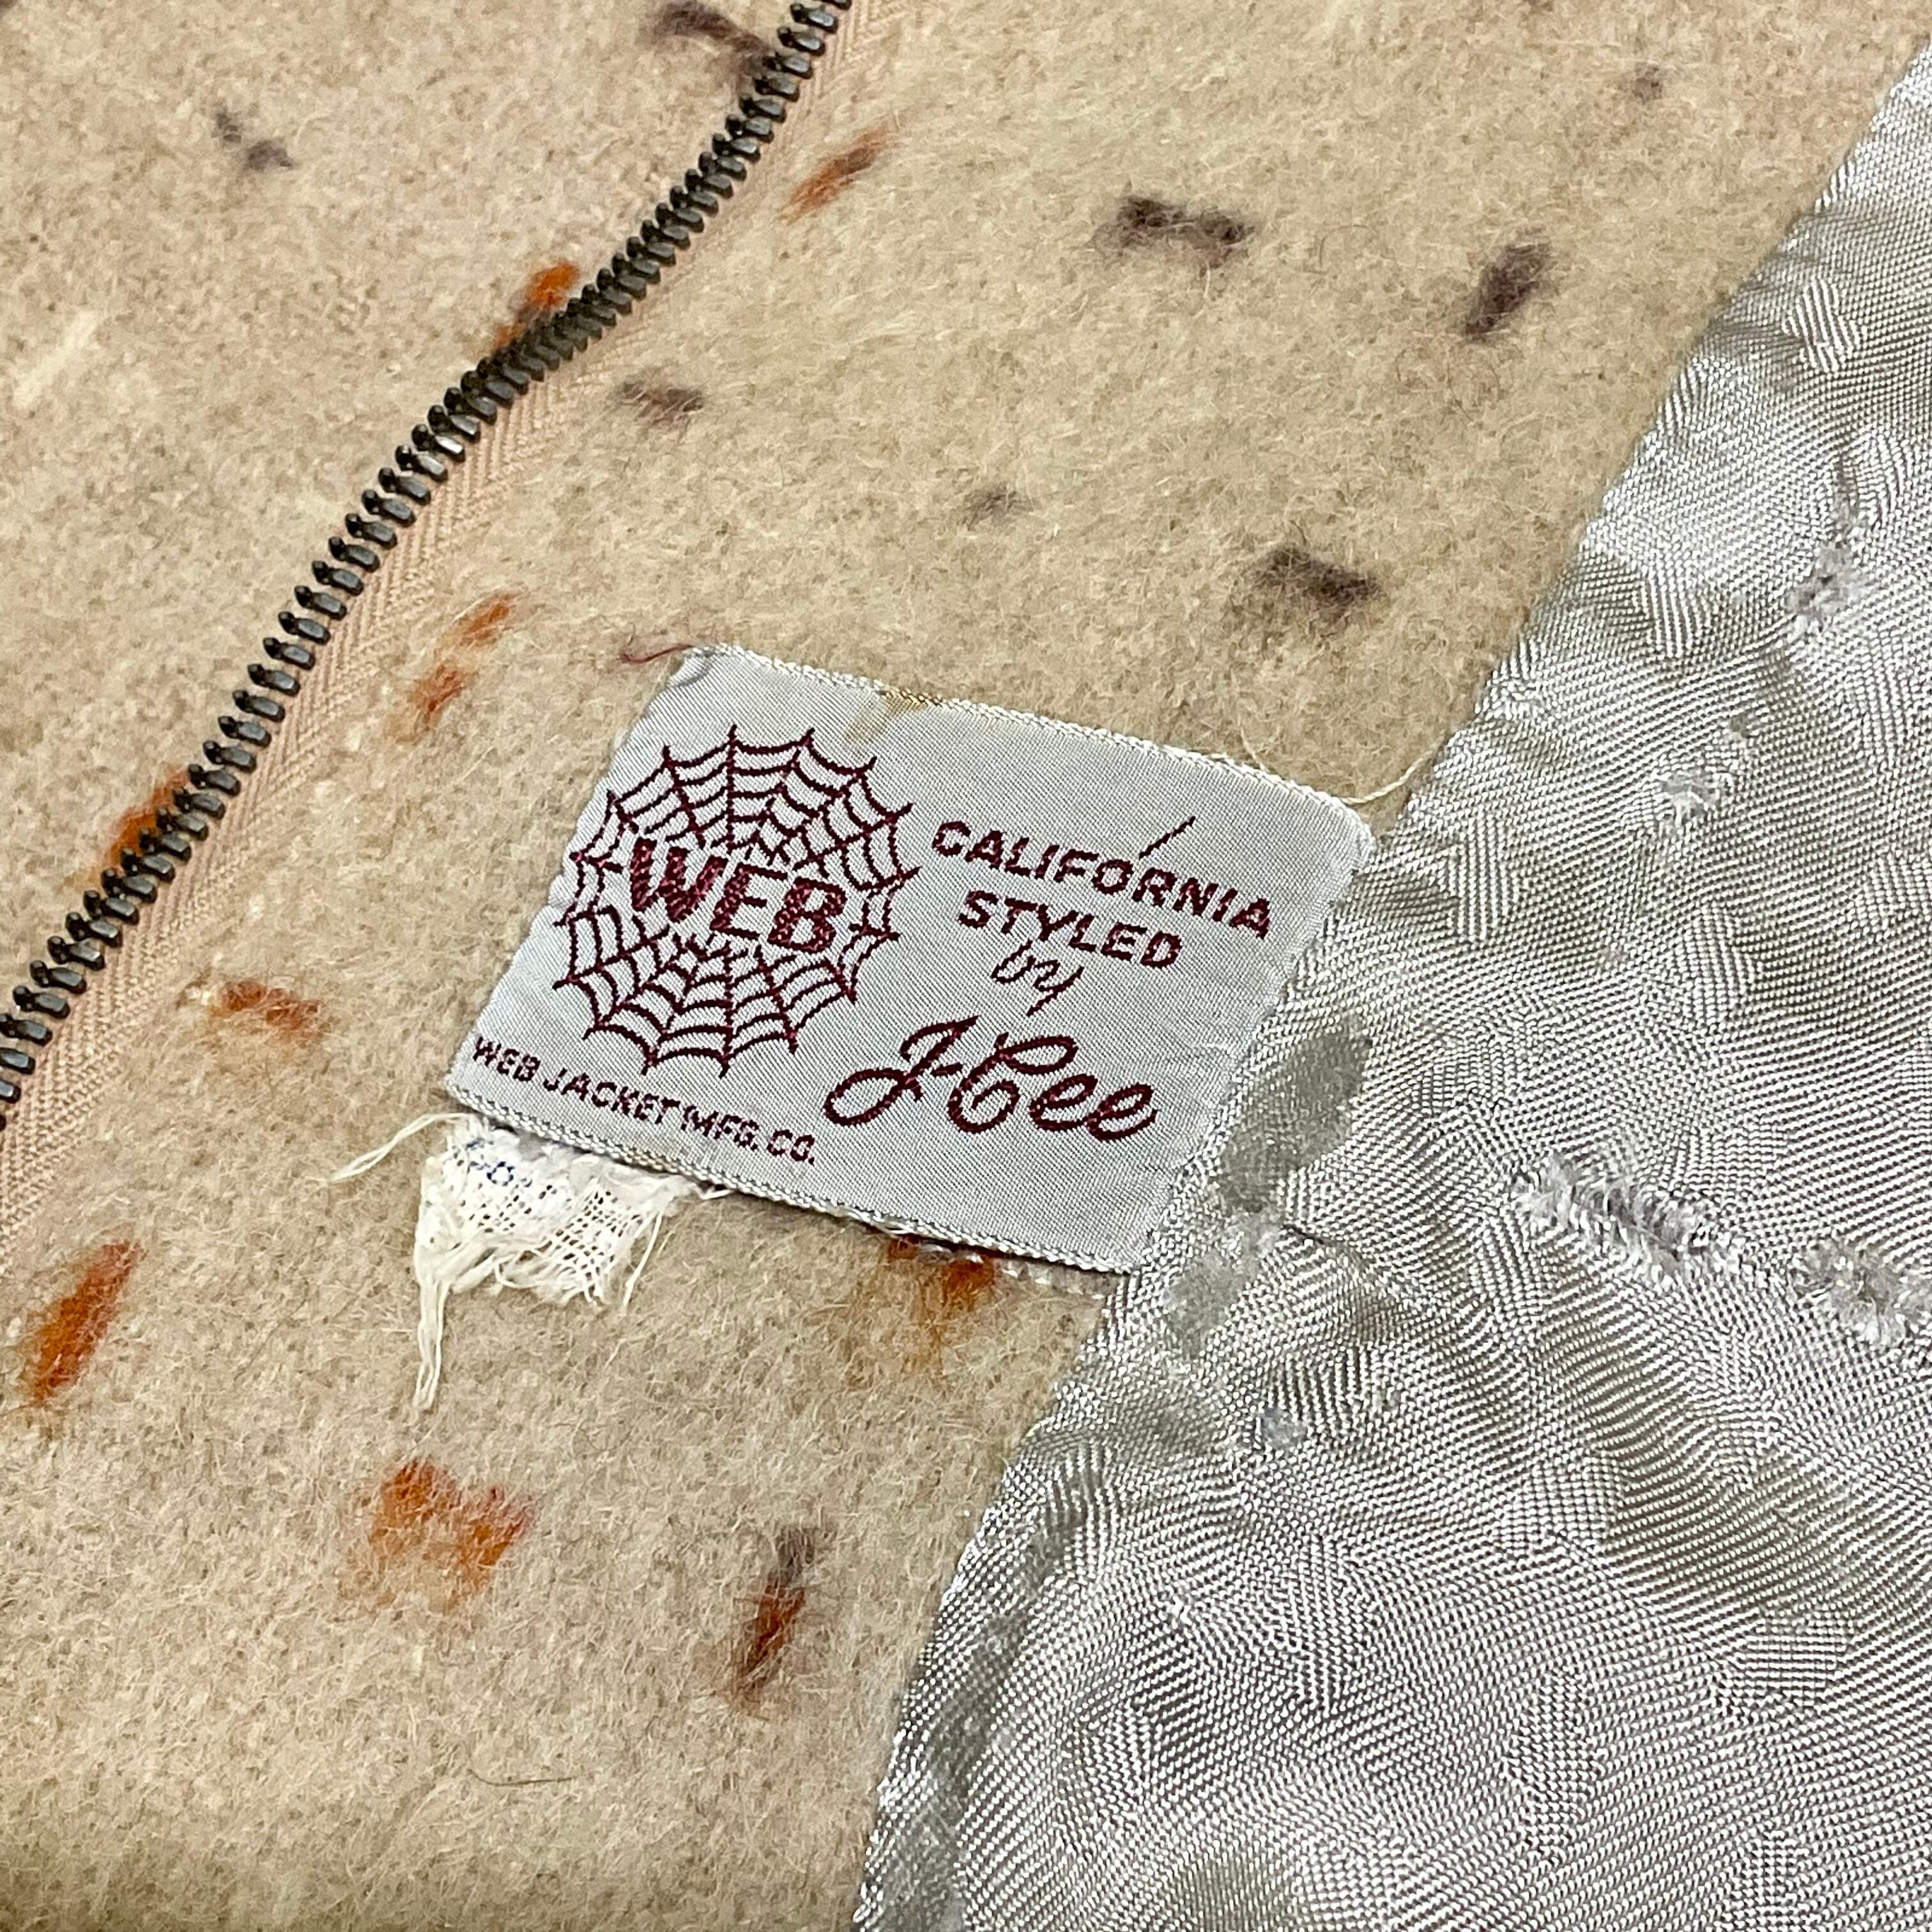 WEB
CALIFORNIA
STYLED
by
J-Cee
WEB JACKET MFG. CO.